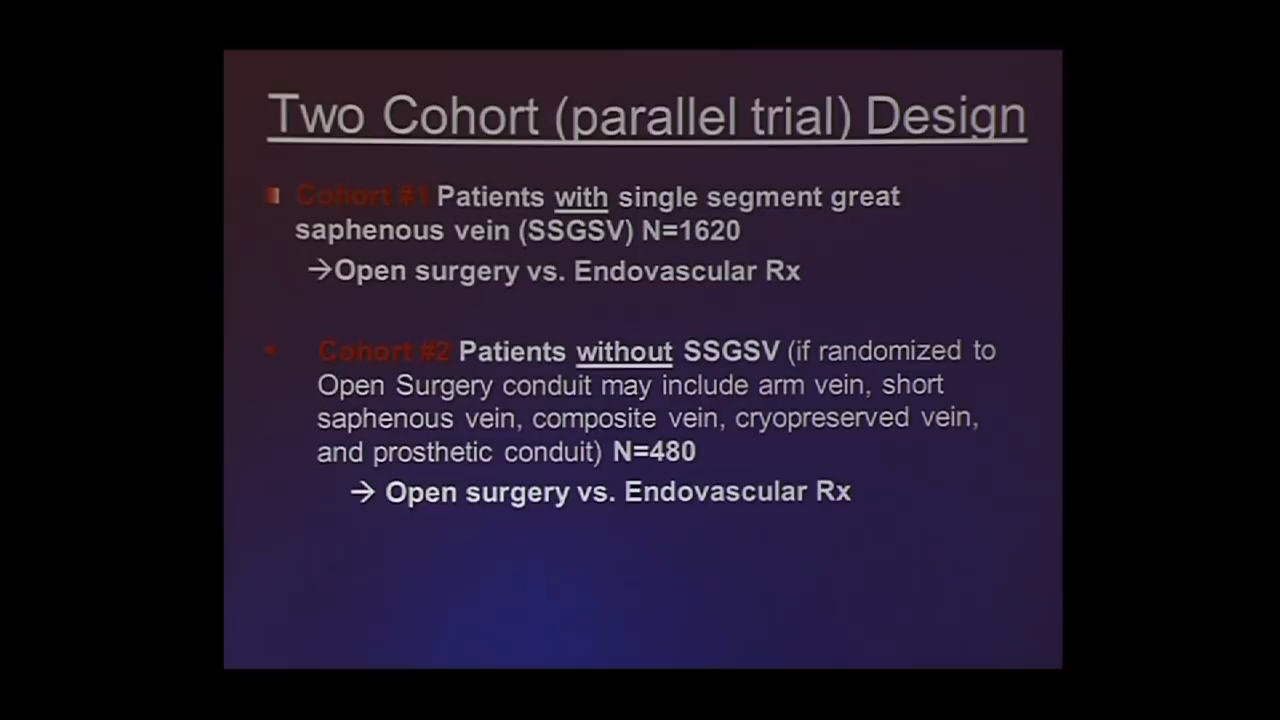 Two Cohort (parallel trial) Design
Cohort #1 Patients with single segment great
saphenous vein (SSGSV) N=1620
→Open surgery vs. Endovascular Rx
Cohort #2 Patients without SSGSV (if randomized to
Open Surgery conduit may include arm vein, short
saphenous vein, composite vein, cryopreserved vein,
and prosthetic conduit) N=480
→ Open surgery vs. Endovascular Rx